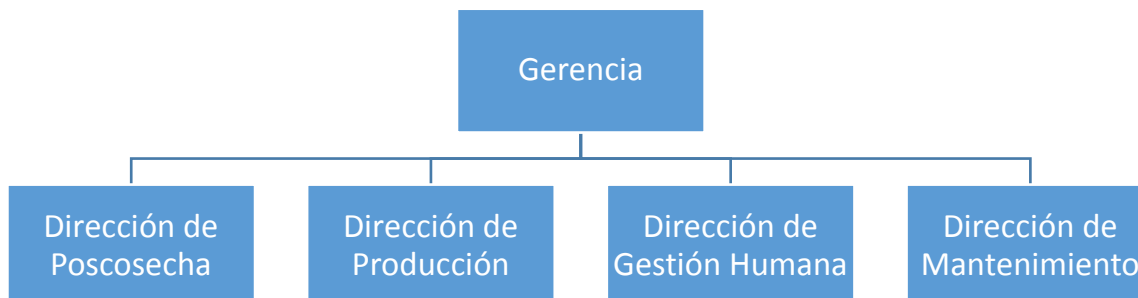 Gerencia
Dirección de
Poscosecha
Dirección de
Producción
Dirección de
Gestión Humana
Dirección de
Mantenimiento